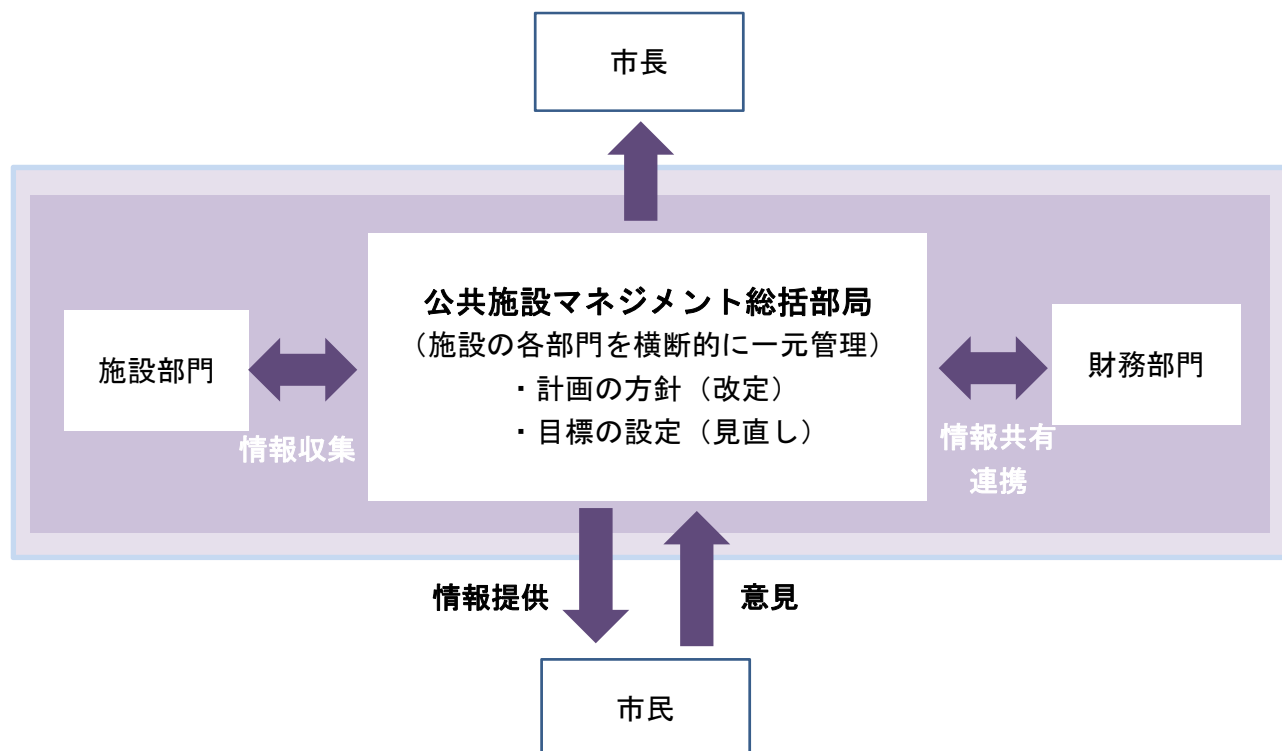 市長
公共施設マネジメント総括部局
（施設の各部門を横断的に一元管理）
・計画の方針（改定）
・目標の設定（見直し）
施設部門
情報収集
財務部門
情報共有
連携
情報提供
意見
市民